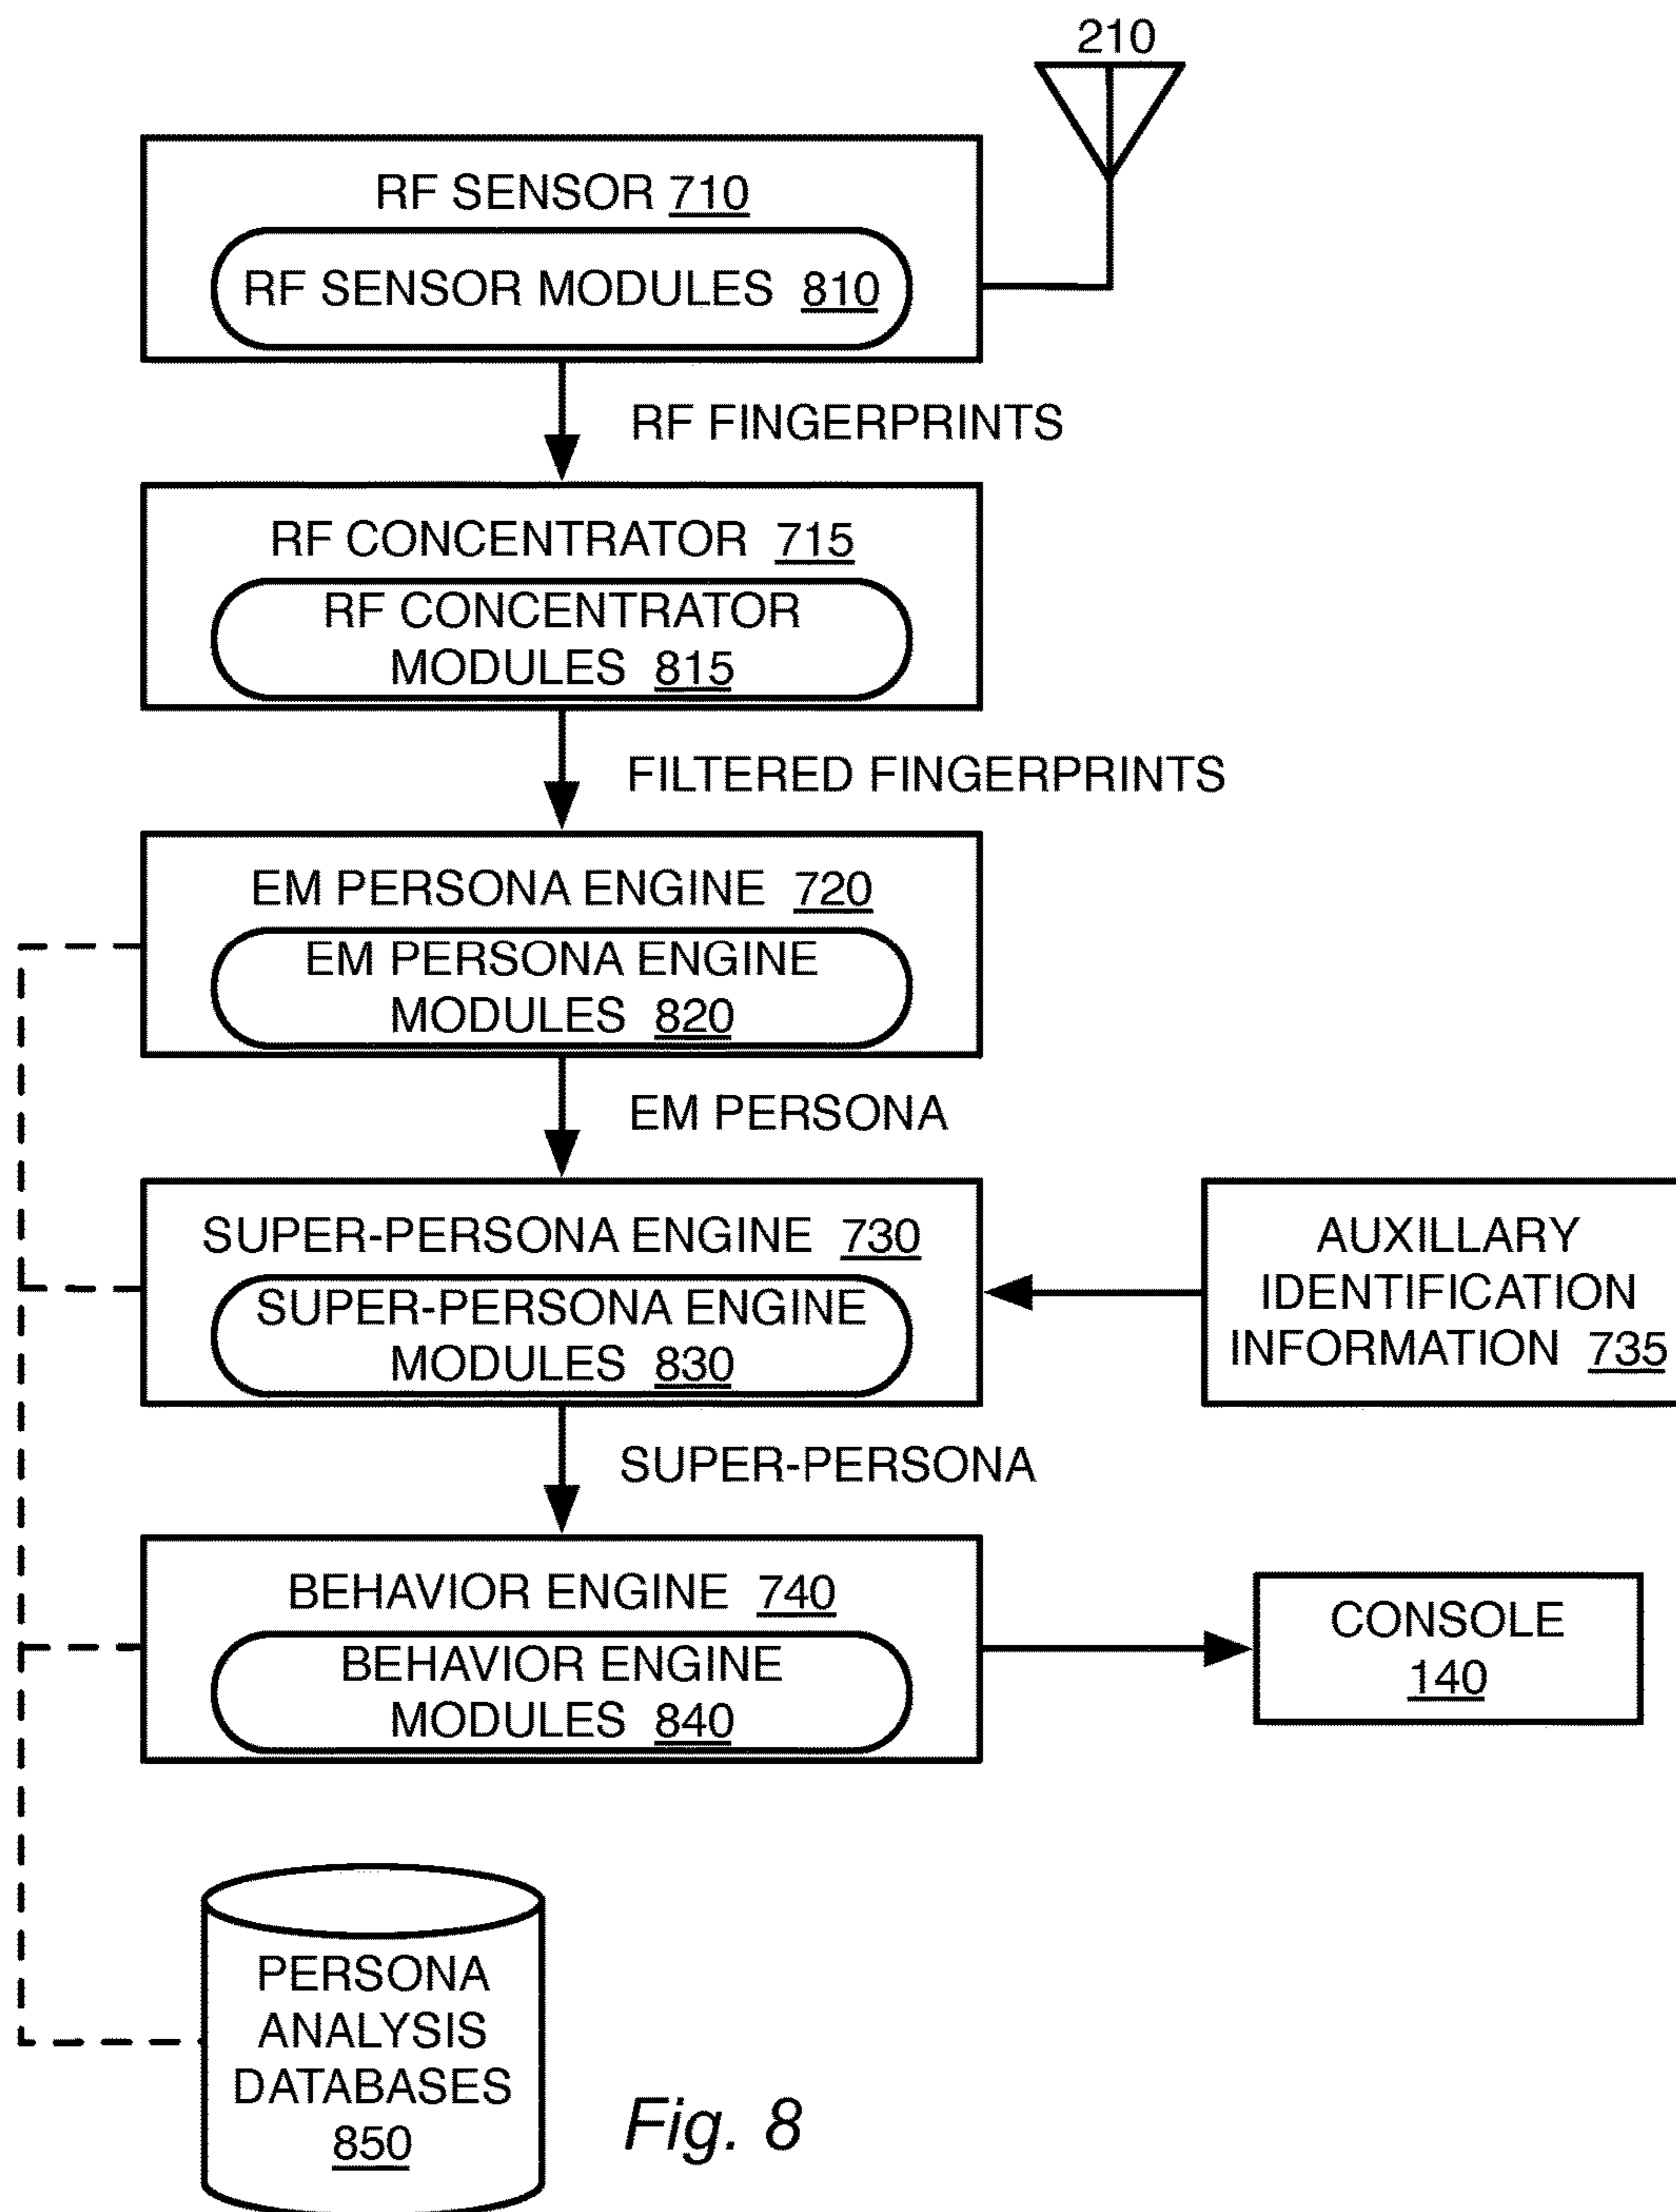 210
RF SENSOR 710
RF SENSOR MODULES 810
RF FINGERPRINTS
RF CONCENTRATOR 715
RF CONCENTRATOR
MODULES 815
FILTERED FINGERPRINTS
EM PERSONA ENGINE 720
EM PERSONA ENGINE
MODULES 820
EM PERSONA
SUPER-PERSONA ENGINE 730
SUPER-PERSONA ENGINE
MODULES 830
AUXILLARY
IDENTIFICATION
INFORMATION 735
SUPER-PERSONA
BEHAVIOR ENGINE 740
BEHAVIOR ENGINE
MODULES 840
CONSOLE
140
PERSONA
ANALYSIS
DATABASES
850
Fig. 8